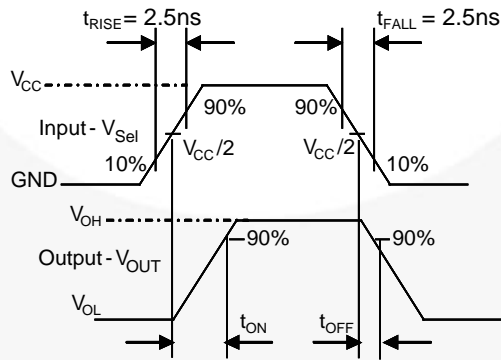 tRISE = 2.5ns
tFALL = 2.5ns
VCC
90%
90%
Input - VSel
VCC/2
VCC/2
10%
10%
GND
VOH
90%
90%
Output - VOUT
VOL
tON
tOFF